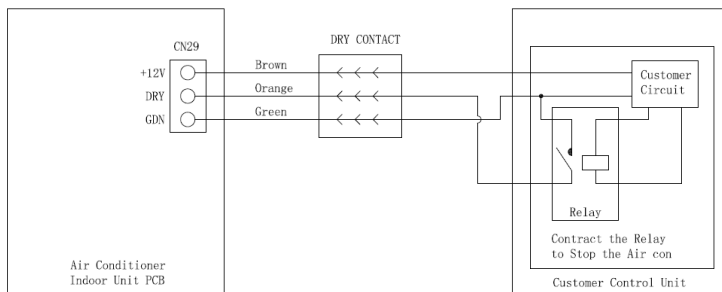 CN29
+12V
DRY
GDN
Brown
Orange
Green
DRY CONTACT
Customer
Circuit
Relay
Contract the Relay
to Stop the Air con
Air Conditioner
Indoor Unit PCB
Customer Control Unit